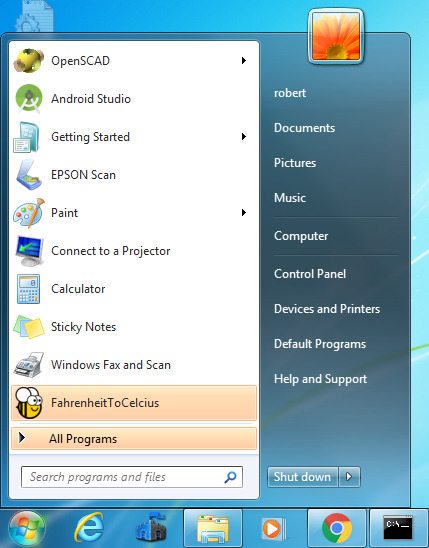 OpenSCAD
Android Studio
Getting Started
EPSON Scan
Paint
Connect to a Projector
Calculator
Sticky Notes
Windows Fax and Scan
FahrenheitToCelcius
All Programs
Search programs and files
robert
Documents
Pictures
Music
Computer
Control Panel
Devices and Printers
Default Programs
Help and Support
Shut down
C:\_